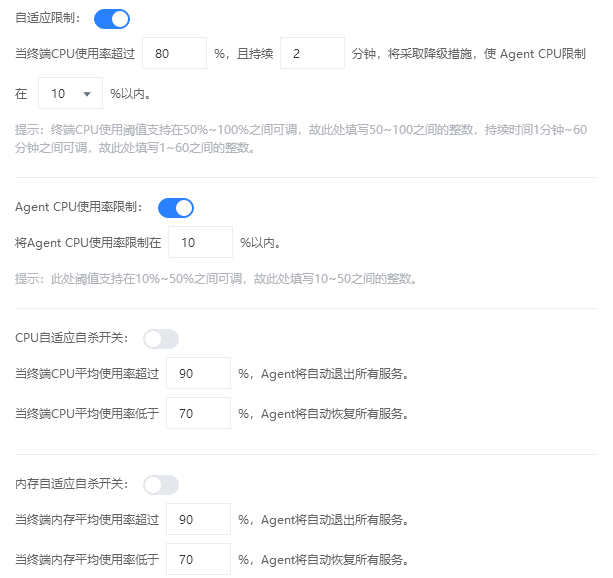 自适应限制：
当终端CPU使用率超过 80 %，且持续 2 分钟，将采取降级措施，使 Agent CPU限制
在 10 %以内。
提示：终端CPU使用阈值支持在50%~100%之间可调，故此处填写50~100之间的整数，持续时间1分钟~60
分钟之间可调，故此处填写1~60之间的整数。
Agent CPU使用率限制：
将Agent CPU使用率限制在 10 %以内。
提示：此处阈值支持在10%~50%之间可调，故此处填写10~50之间的整数。
CPU自适应自杀开关：
当终端CPU平均使用率超过 90 %，Agent将自动退出所有服务。
当终端CPU平均使用率低于 70 %，Agent将自动恢复所有服务。
内存自适应自杀开关：
当终端内存平均使用率超过 90 %，Agent将自动退出所有服务。
当终端内存平均使用率低于 70 %，Agent将自动恢复所有服务。